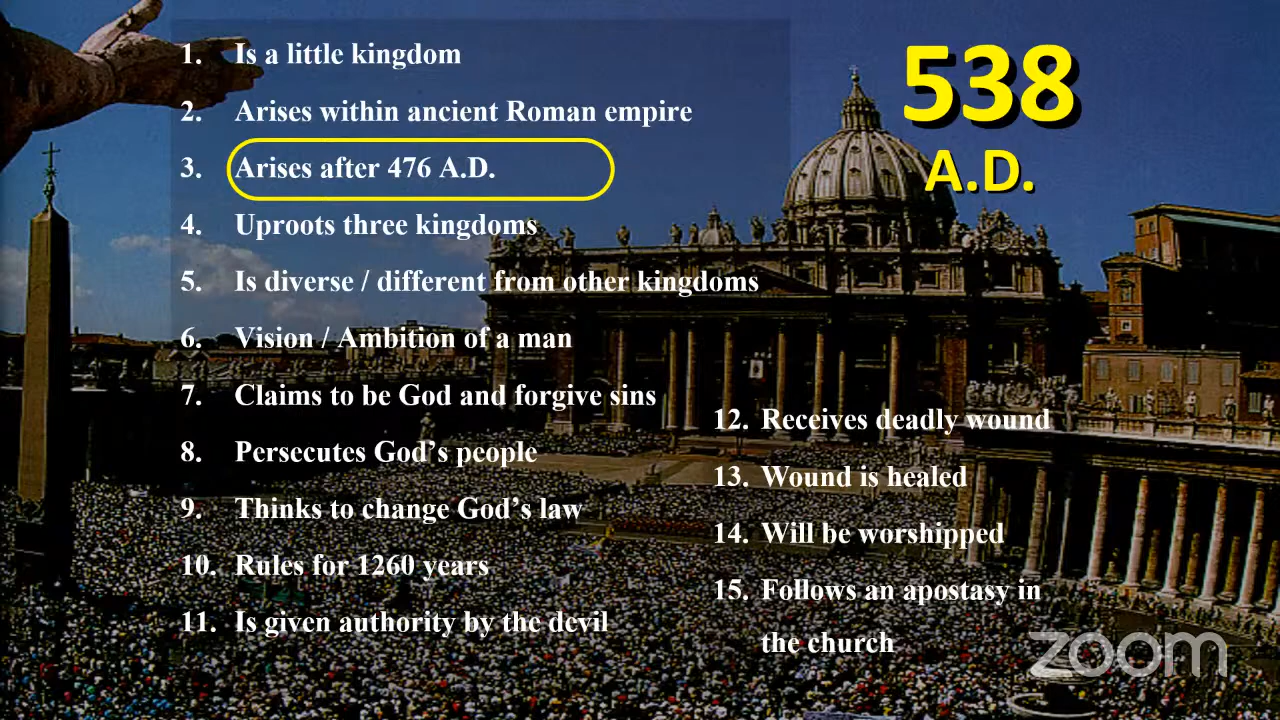 1. Is a little kingdom
2. Arises within ancient Roman empire
3. Arises after 476 A.D.
4. Uproots three kingdoms
5. Is diverse / different from other kingdoms
6. Vision / Ambition of a man
7. Claims to be God and forgive sins
8. Persecutes God's people
9. Thinks to change God's law
10. Rules for 1260 years
11. Is given authority by the devil
538
A.D.
12. Receives deadly wound
13. Wound is healed
14. Will be worshipped
15. Follows an apostasy in
the church
zoom